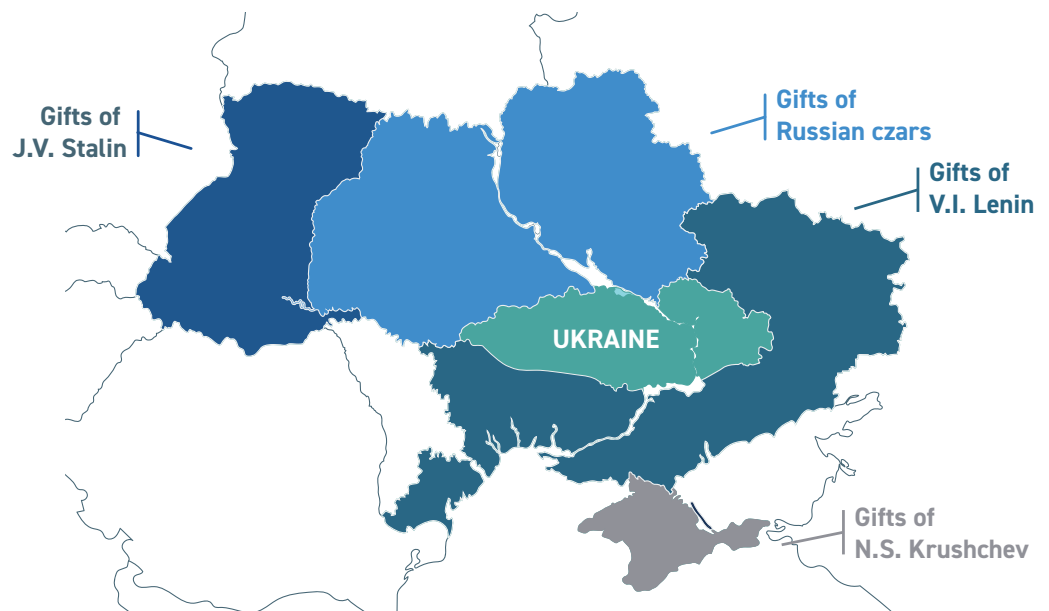 Gifts of
J.V. Stalin
Gifts of
Russian czars
Gifts of
V.I. Lenin
UKRAINE
Gifts of
N.S. Krushchev